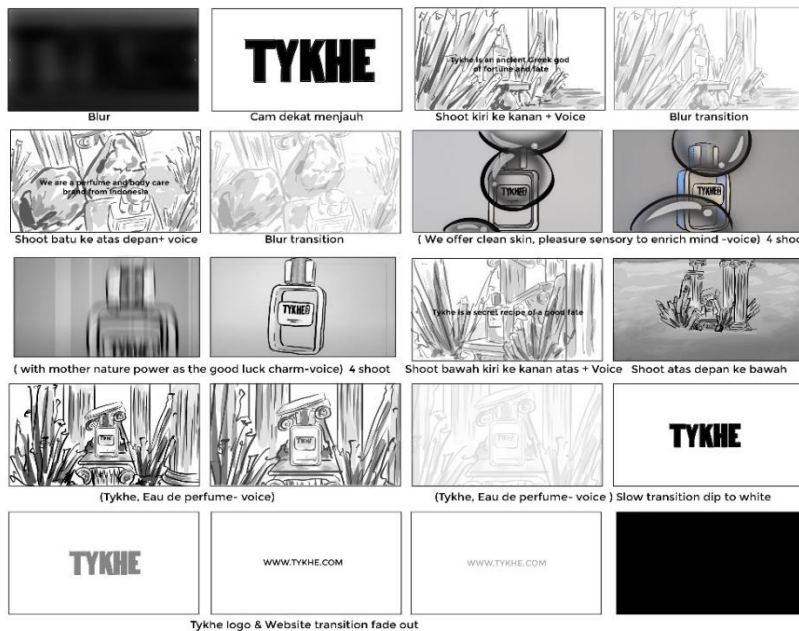 TYKHE
Tykhe is an ancient Greek god
of fortune and fate
Blur
Cam dekat menjauh
Shoot kiri ke kanan + Voice
Blur transition
We are a perfume and body care
brand from Indonesia
TYKHE
TYKHE
Shoot batu ke atas depan+ voice
Blur transition
( We offer clean skin, pleasure sensory to enrich mind -voice) 4 shoo
TYKHE
Tykhe is a secret recipe of a good fate
( with mother nature power as the good luck charm-voice) 4 shoot
Shoot bawah kiri ke kanan atas + Voice
Shoot atas depan ke bawah
TYKHE
TYKHE
TYKHE
TYKHE
(Tykhe, Eau de perfume- voice)
(Tykhe, Eau de perfume- voice ) Slow transition dip to white
TYKHE
WWW.TYKHE.COM
WWW.TYKHE.COM
Tykhe logo & Website transition fade out